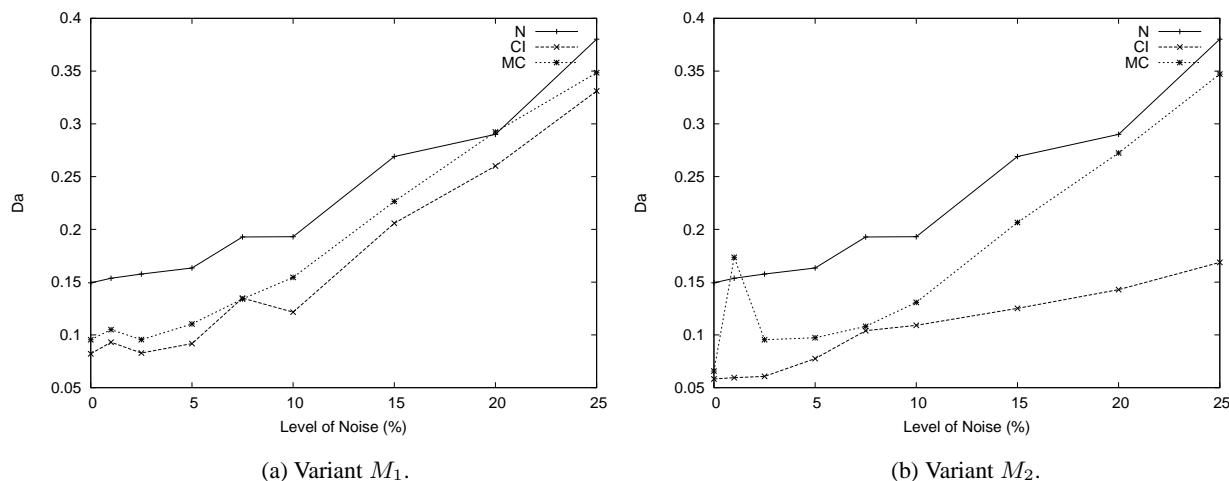 0.4
0.35
0.3
0.25
0.2
0.15
0.1
0.05
0 5 10 15 20 25
Da
Level of Noise (%)
N
CI
MC
(a) Variant M₁.
0.4
0.35
0.3
0.25
0.2
0.15
0.1
0.05
0 5 10 15 20 25
Da
Level of Noise (%)
N
CI
MC
(b) Variant M₂.